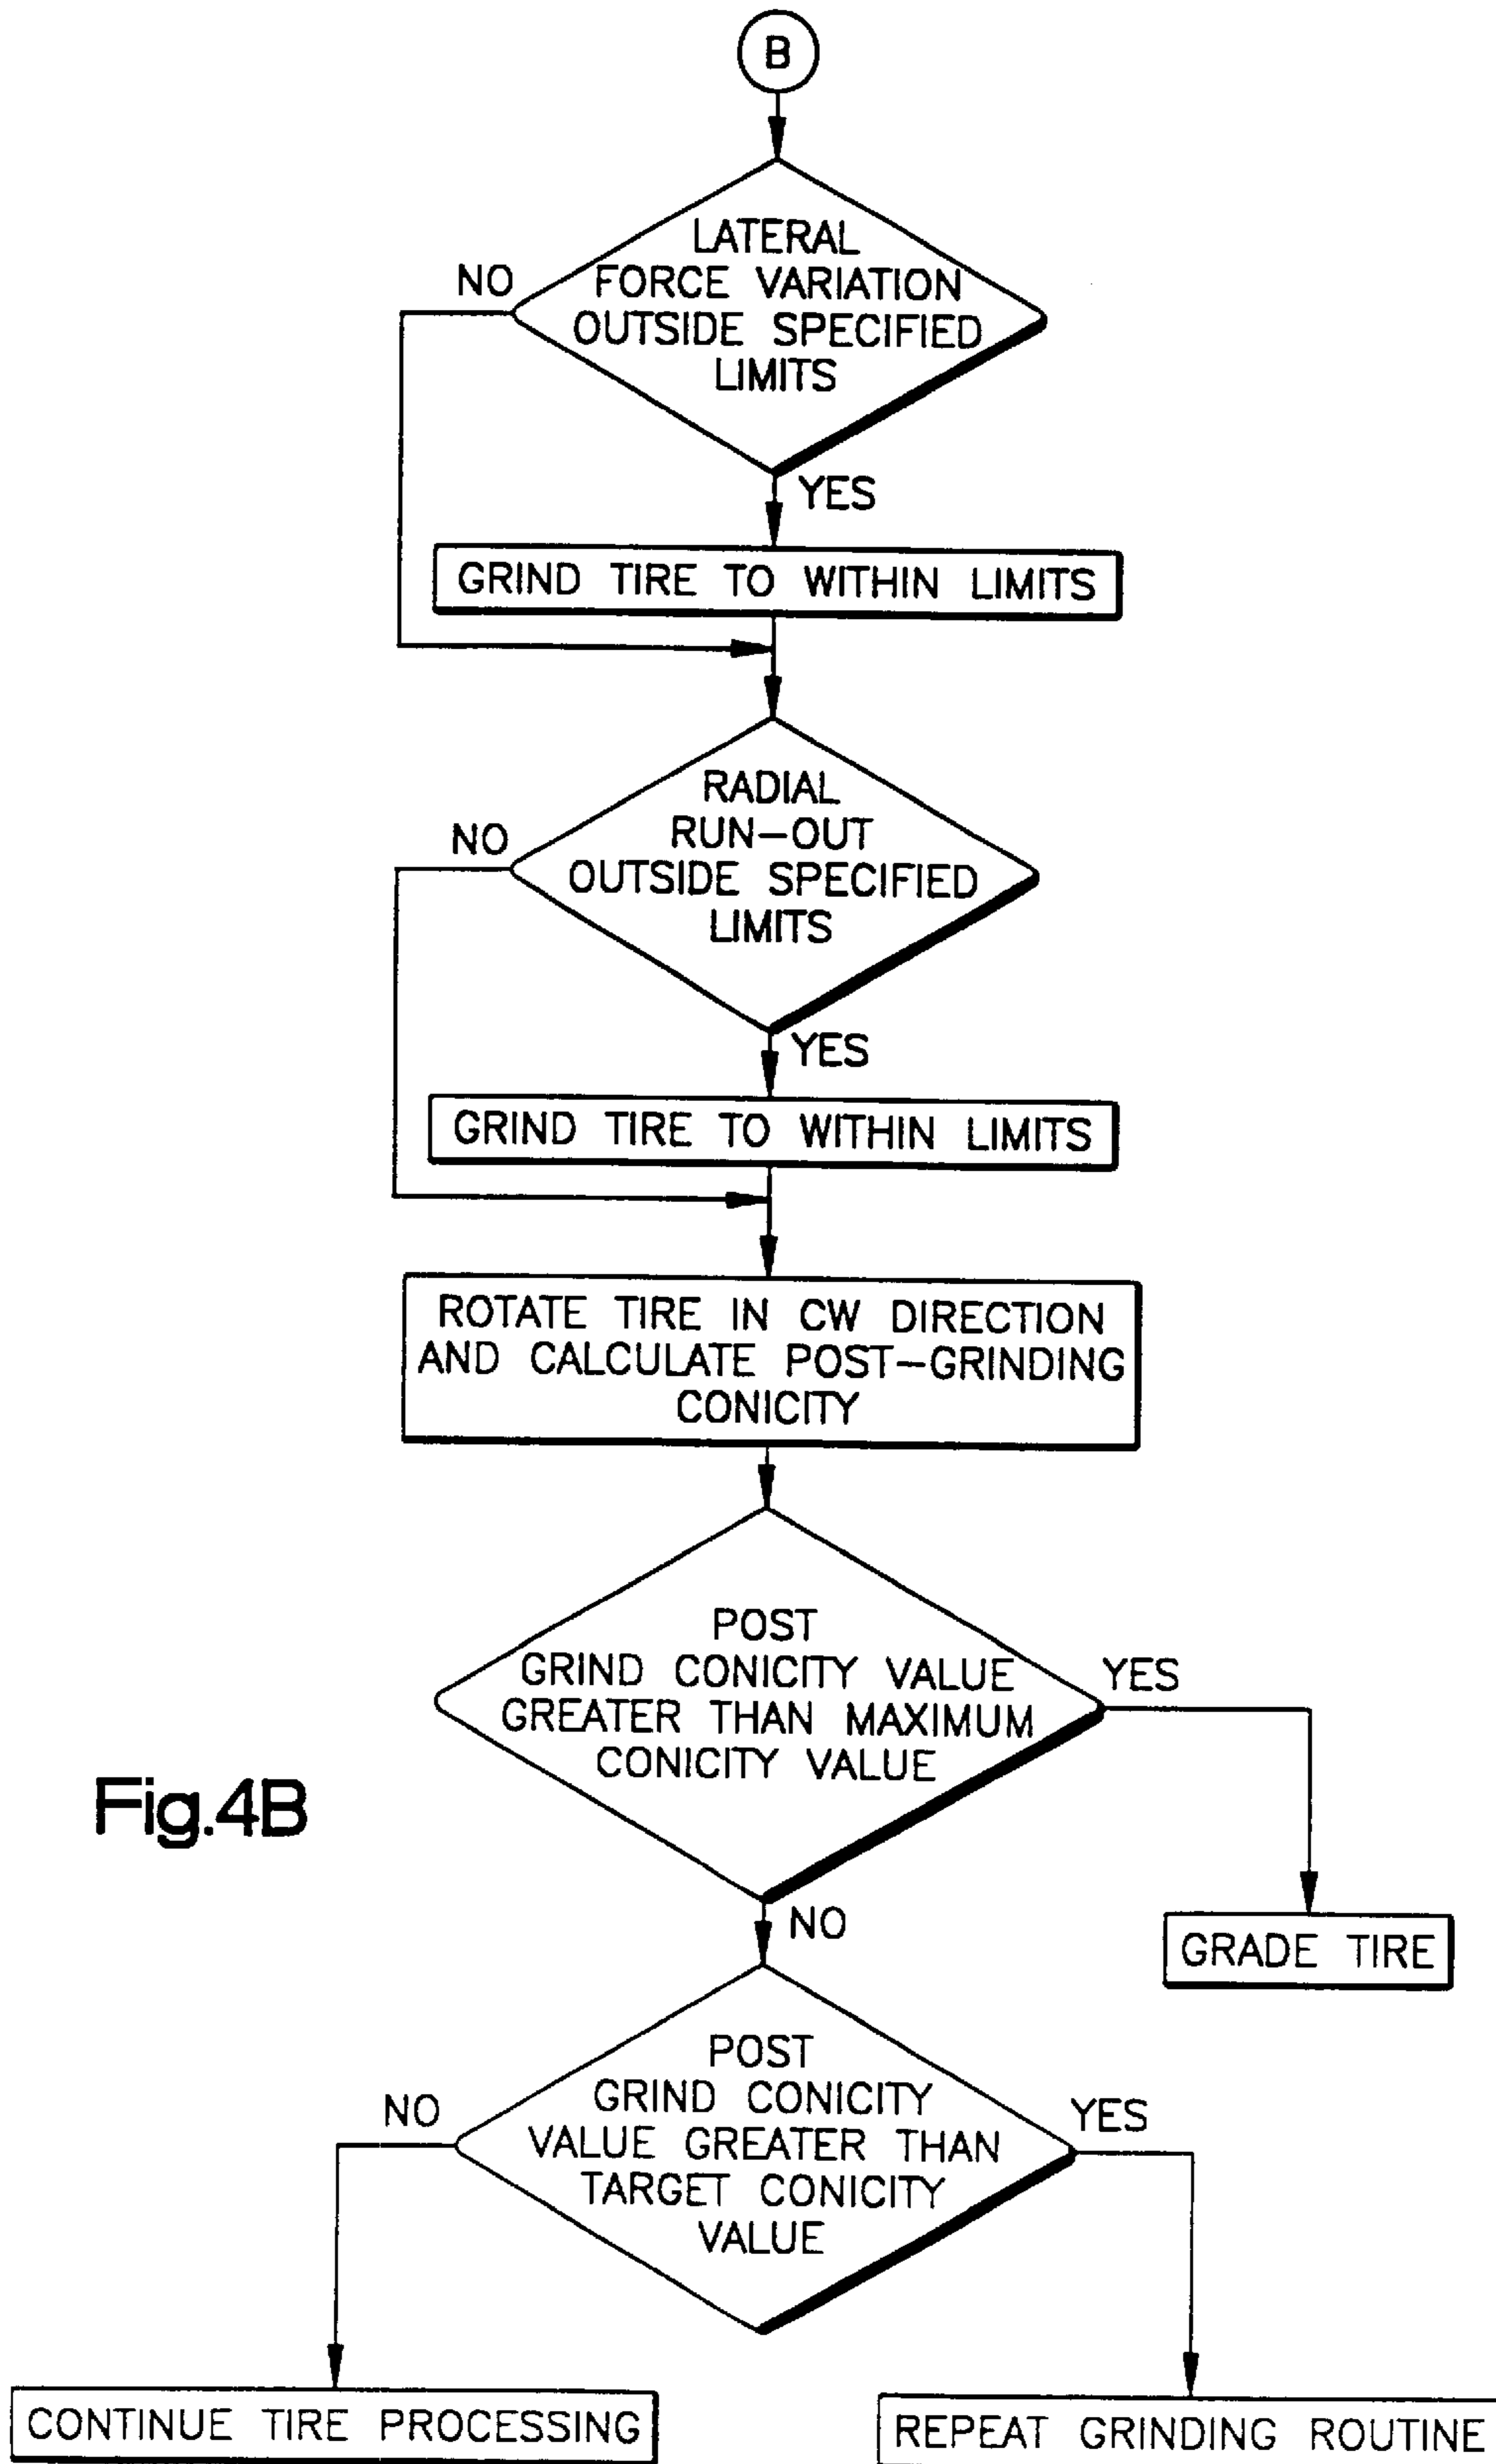 B
LATERAL
FORCE VARIATION
OUTSIDE SPECIFIED
LIMITS
NO
YES
GRIND TIRE TO WITHIN LIMITS
RADIAL
RUN-OUT
OUTSIDE SPECIFIED
LIMITS
NO
YES
GRIND TIRE TO WITHIN LIMITS
ROTATE TIRE IN CW DIRECTION
AND CALCULATE POST-GRINDING
CONICITY
POST
GRIND CONICITY VALUE
GREATER THAN MAXIMUM
CONICITY VALUE
YES
GRADE TIRE
NO
POST
GRIND CONICITY
VALUE GREATER THAN
TARGET CONICITY
VALUE
NO
YES
CONTINUE TIRE PROCESSING
REPEAT GRINDING ROUTINE
Fig.4B